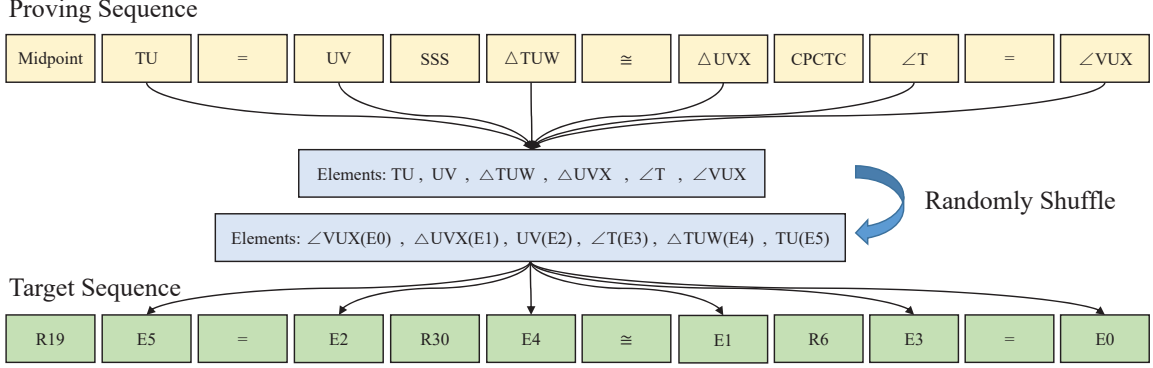 Proving Sequence
Midpoint TU = UV SSS △TUW ≅ △UVX CPCTC ∠T = ∠VUX
Elements: TU , UV , △TUW , △UVX , ∠T , ∠VUX
Randomly Shuffle
Elements: ∠VUX(E0) , △UVX(E1) , UV(E2) , ∠T(E3) , △TUW(E4) , TU(E5)
Target Sequence
R19 E5 = E2 R30 E4 ≅ E1 R6 E3 = E0